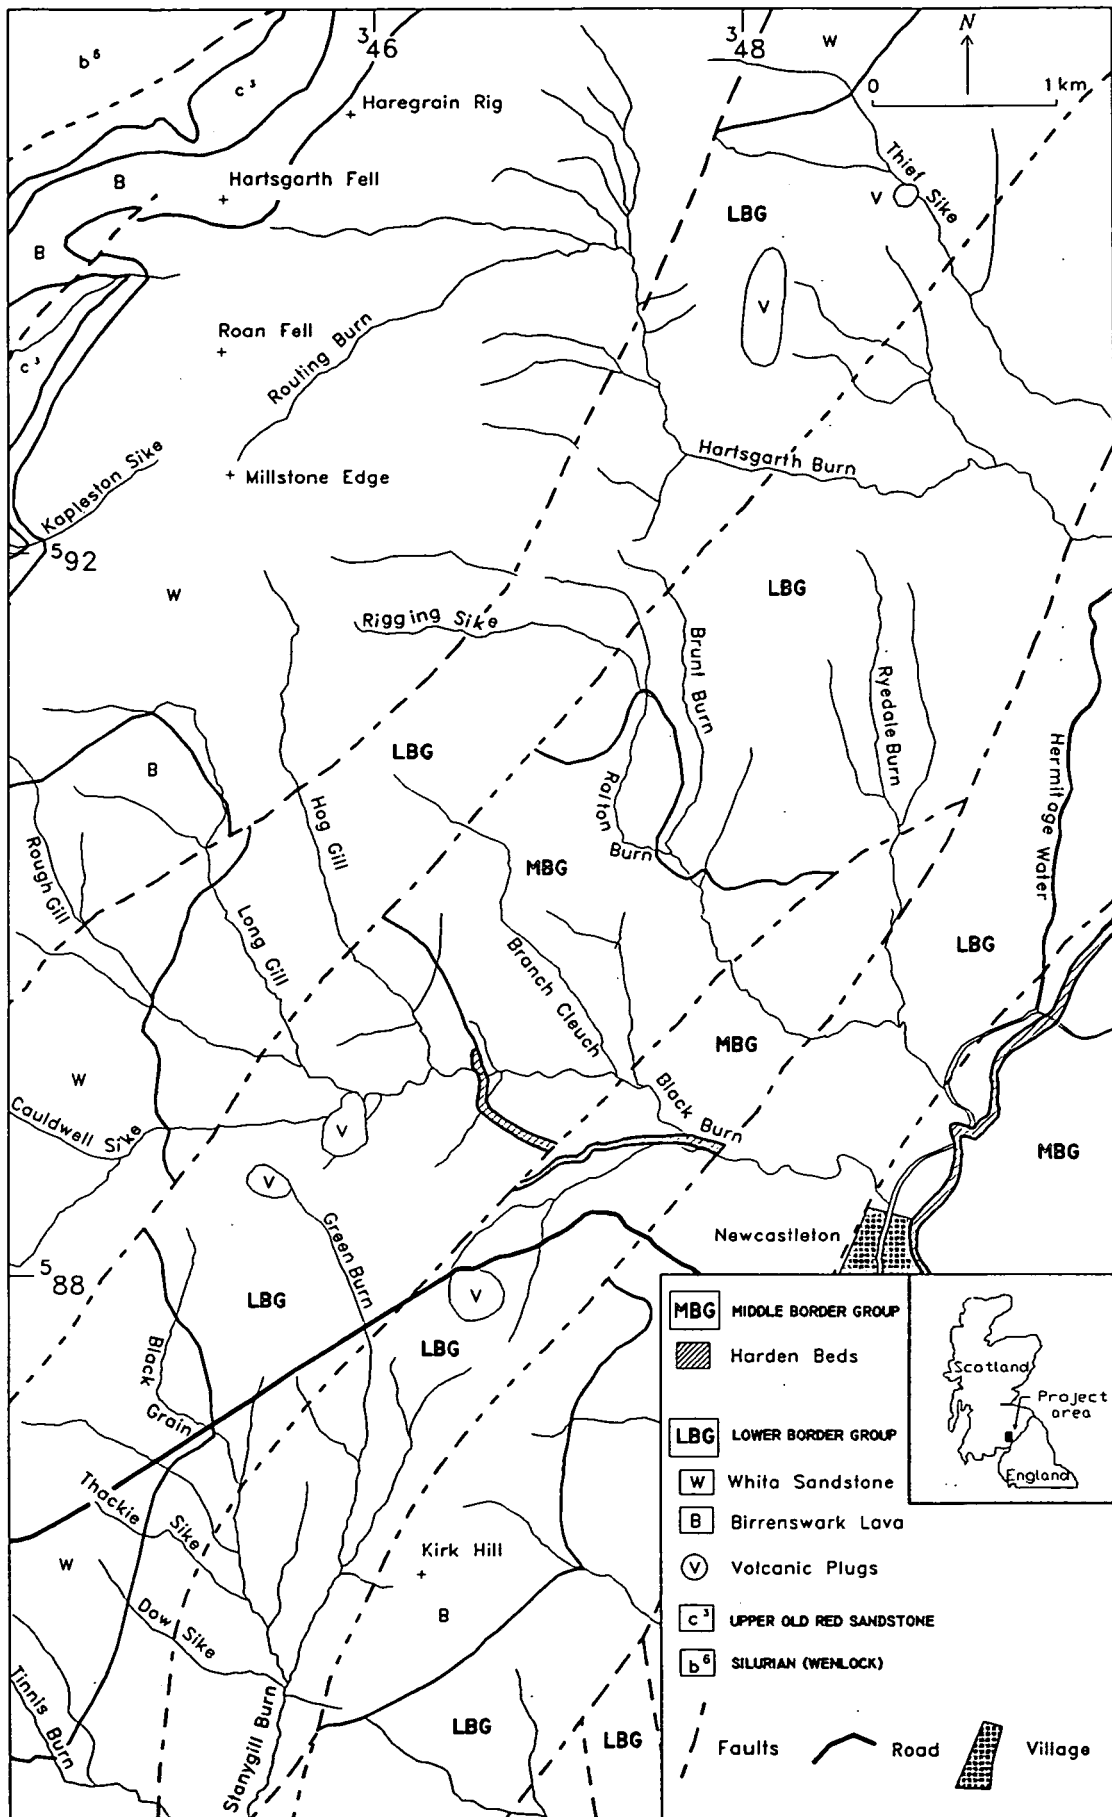 b⁶
³46
³48
W
N
c³
Haregrain Rig
0
1 km
B
Hartsgarth Fell
Thief Sike
V
LBG
B
V
Roan Fell
Routing Burn
c³
Kapleston Sike
Millstone Edge
Hartsgarth Burn
⁵92
W
LBG
Rigging Sike
Brunt Burn
Ryedale Burn
Hermitage Water
B
LBG
Hog Gill
Ralton
Burn
Rough Gill
MBG
Long Gill
Branch Cleuch
LBG
W
MBG
Black Burn
Cauldwell Sike
V
MBG
V
Green Burn
Newcastleton
⁵88
LBG
V
LBG
Black
Grain
Thackie
Sike
W
Kirk Hill
B
Dow Sike
Tinnis Burn
Stanygill Burn
LBG
LBG
MBG MIDDLE BORDER GROUP
Harden Beds
LBG LOWER BORDER GROUP
W Whita Sandstone
B Birrenswark Lava
V Volcanic Plugs
c³ UPPER OLD RED SANDSTONE
b⁶ SILURIAN (WENLOCK)
Faults
Road
Village
Scotland
Project
area
England